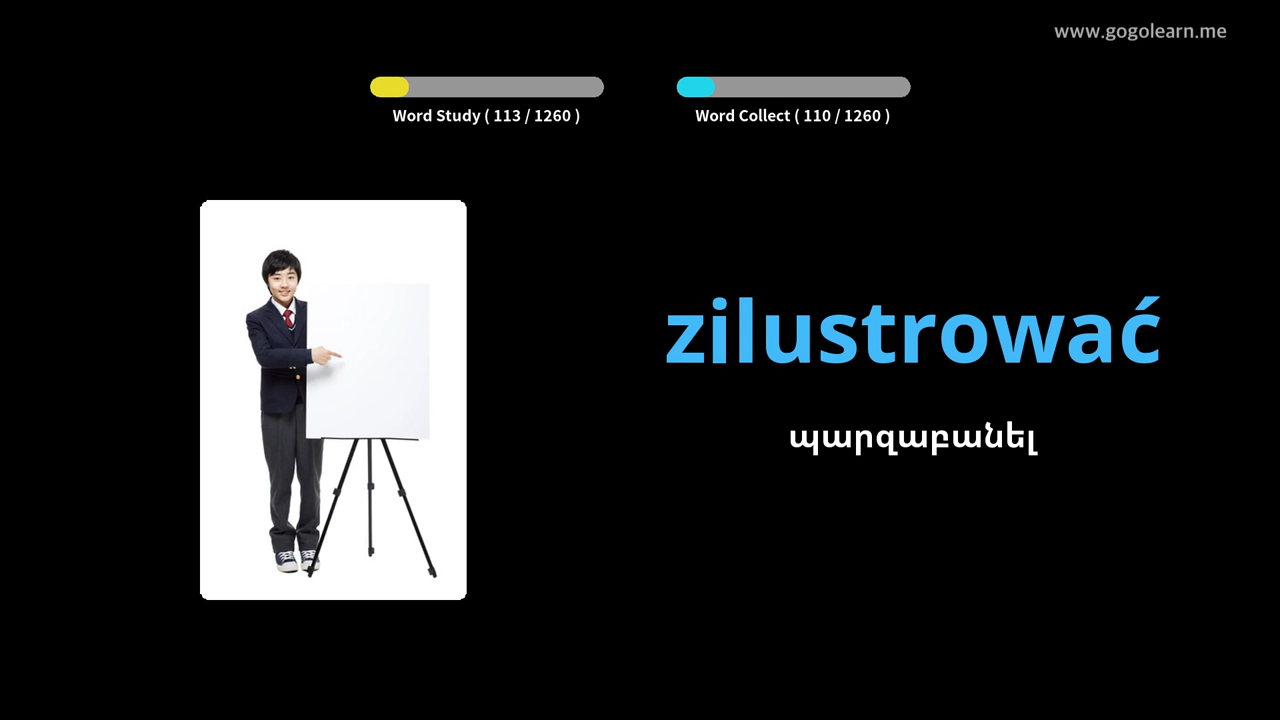 www.gogolearn.me
Word Study ( 113 / 1260 )
Word Collect ( 110 / 1260 )
zilustrować
պարզաբանել